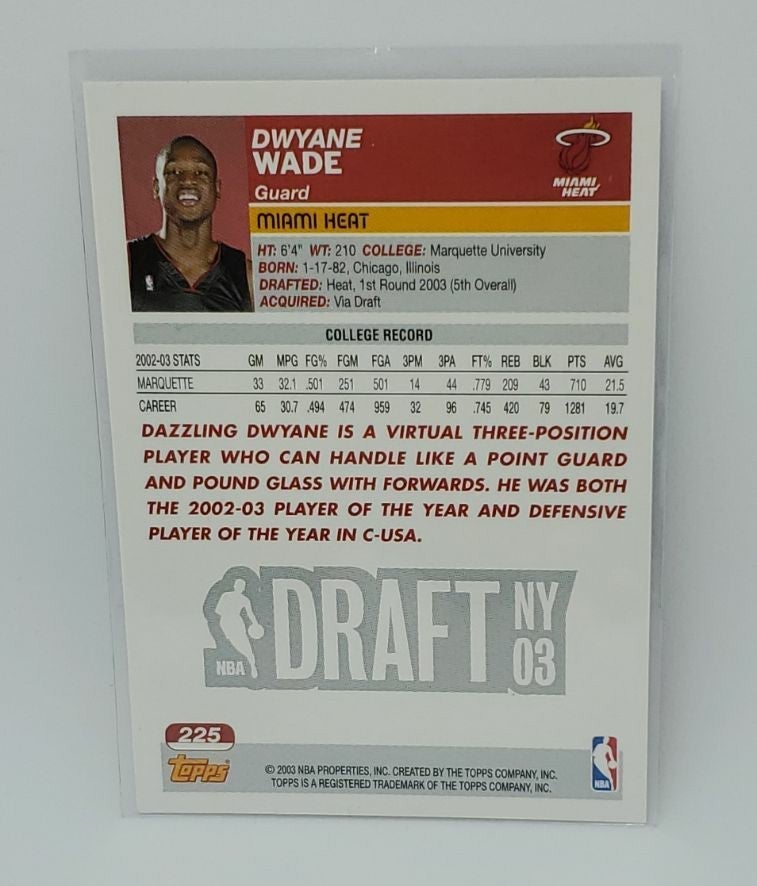 DWYANE
WADE
Guard
MIAMI HEAT
MIAMI
HEAT
HT: 6'4" WT: 210 COLLEGE: Marquette University
BORN: 1-17-82, Chicago, Illinois
DRAFTED: Heat, 1st Round 2003 (5th Overall)
ACQUIRED: Via Draft
COLLEGE RECORD
2002-03 STATS GM MPG FG% FGM FGA 3PM 3PA FT% REB BLK PTS AVG
MARQUETTE 33 32.1 .501 251 501 14 44 .779 209 43 710 21.5
CAREER 65 30.7 .494 474 959 32 96 .745 420 79 1281 19.7
DAZZLING DWYANE IS A VIRTUAL THREE-POSITION
PLAYER WHO CAN HANDLE LIKE A POINT GUARD
AND POUND GLASS WITH FORWARDS. HE WAS BOTH
THE 2002-03 PLAYER OF THE YEAR AND DEFENSIVE
PLAYER OF THE YEAR IN C-USA.
NBA DRAFT NY
03
225
topps
© 2003 NBA PROPERTIES, INC. CREATED BY THE TOPPS COMPANY, INC.
TOPPS IS A REGISTERED TRADEMARK OF THE TOPPS COMPANY, INC.
NBA